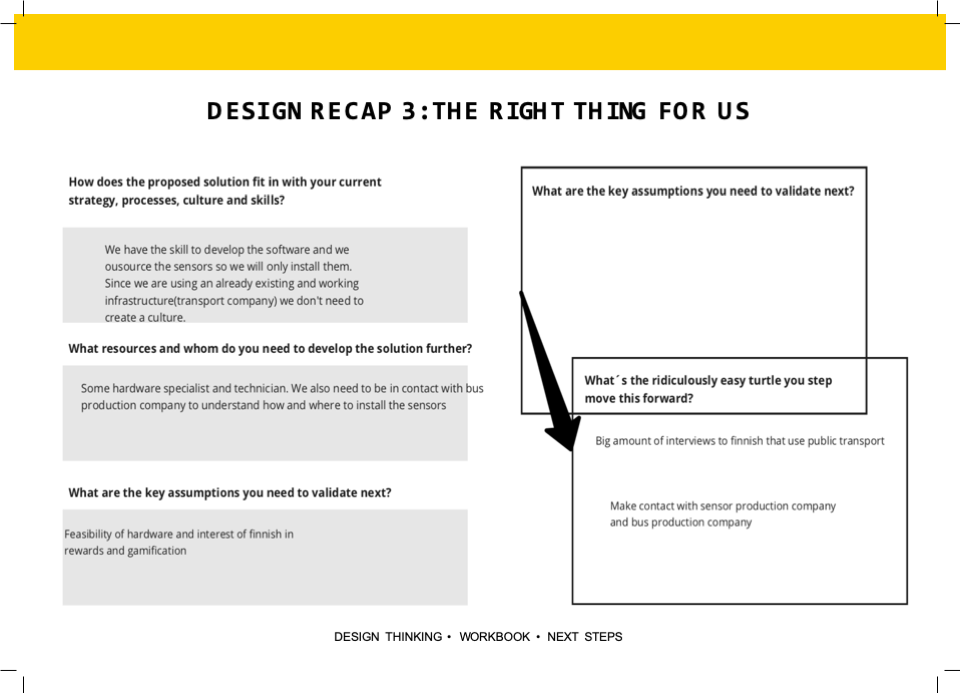 DESIGN RECAP 3:THE RIGHT THING FOR US
How does the proposed solution fit in with your current
strategy, processes, culture and skills?
We have the skill to develop the software and we
ousource the sensors so we will only install them.
Since we are using an already existing and working
infrastructure(transport company) we don't need to
create a culture.
What resources and whom do you need to develop the solution further?
Some hardware specialist and technician. We also need to be in contact with bus
production company to understand how and where to install the sensors
What are the key assumptions you need to validate next?
Feasibility of hardware and interest of finnish in
rewards and gamification
What are the key assumptions you need to validate next?
What´s the ridiculously easy turtle you step
move this forward?
Big amount of interviews to finnish that use public transport
Make contact with sensor production company
and bus production company
DESIGN THINKING • WORKBOOK • NEXT STEPS